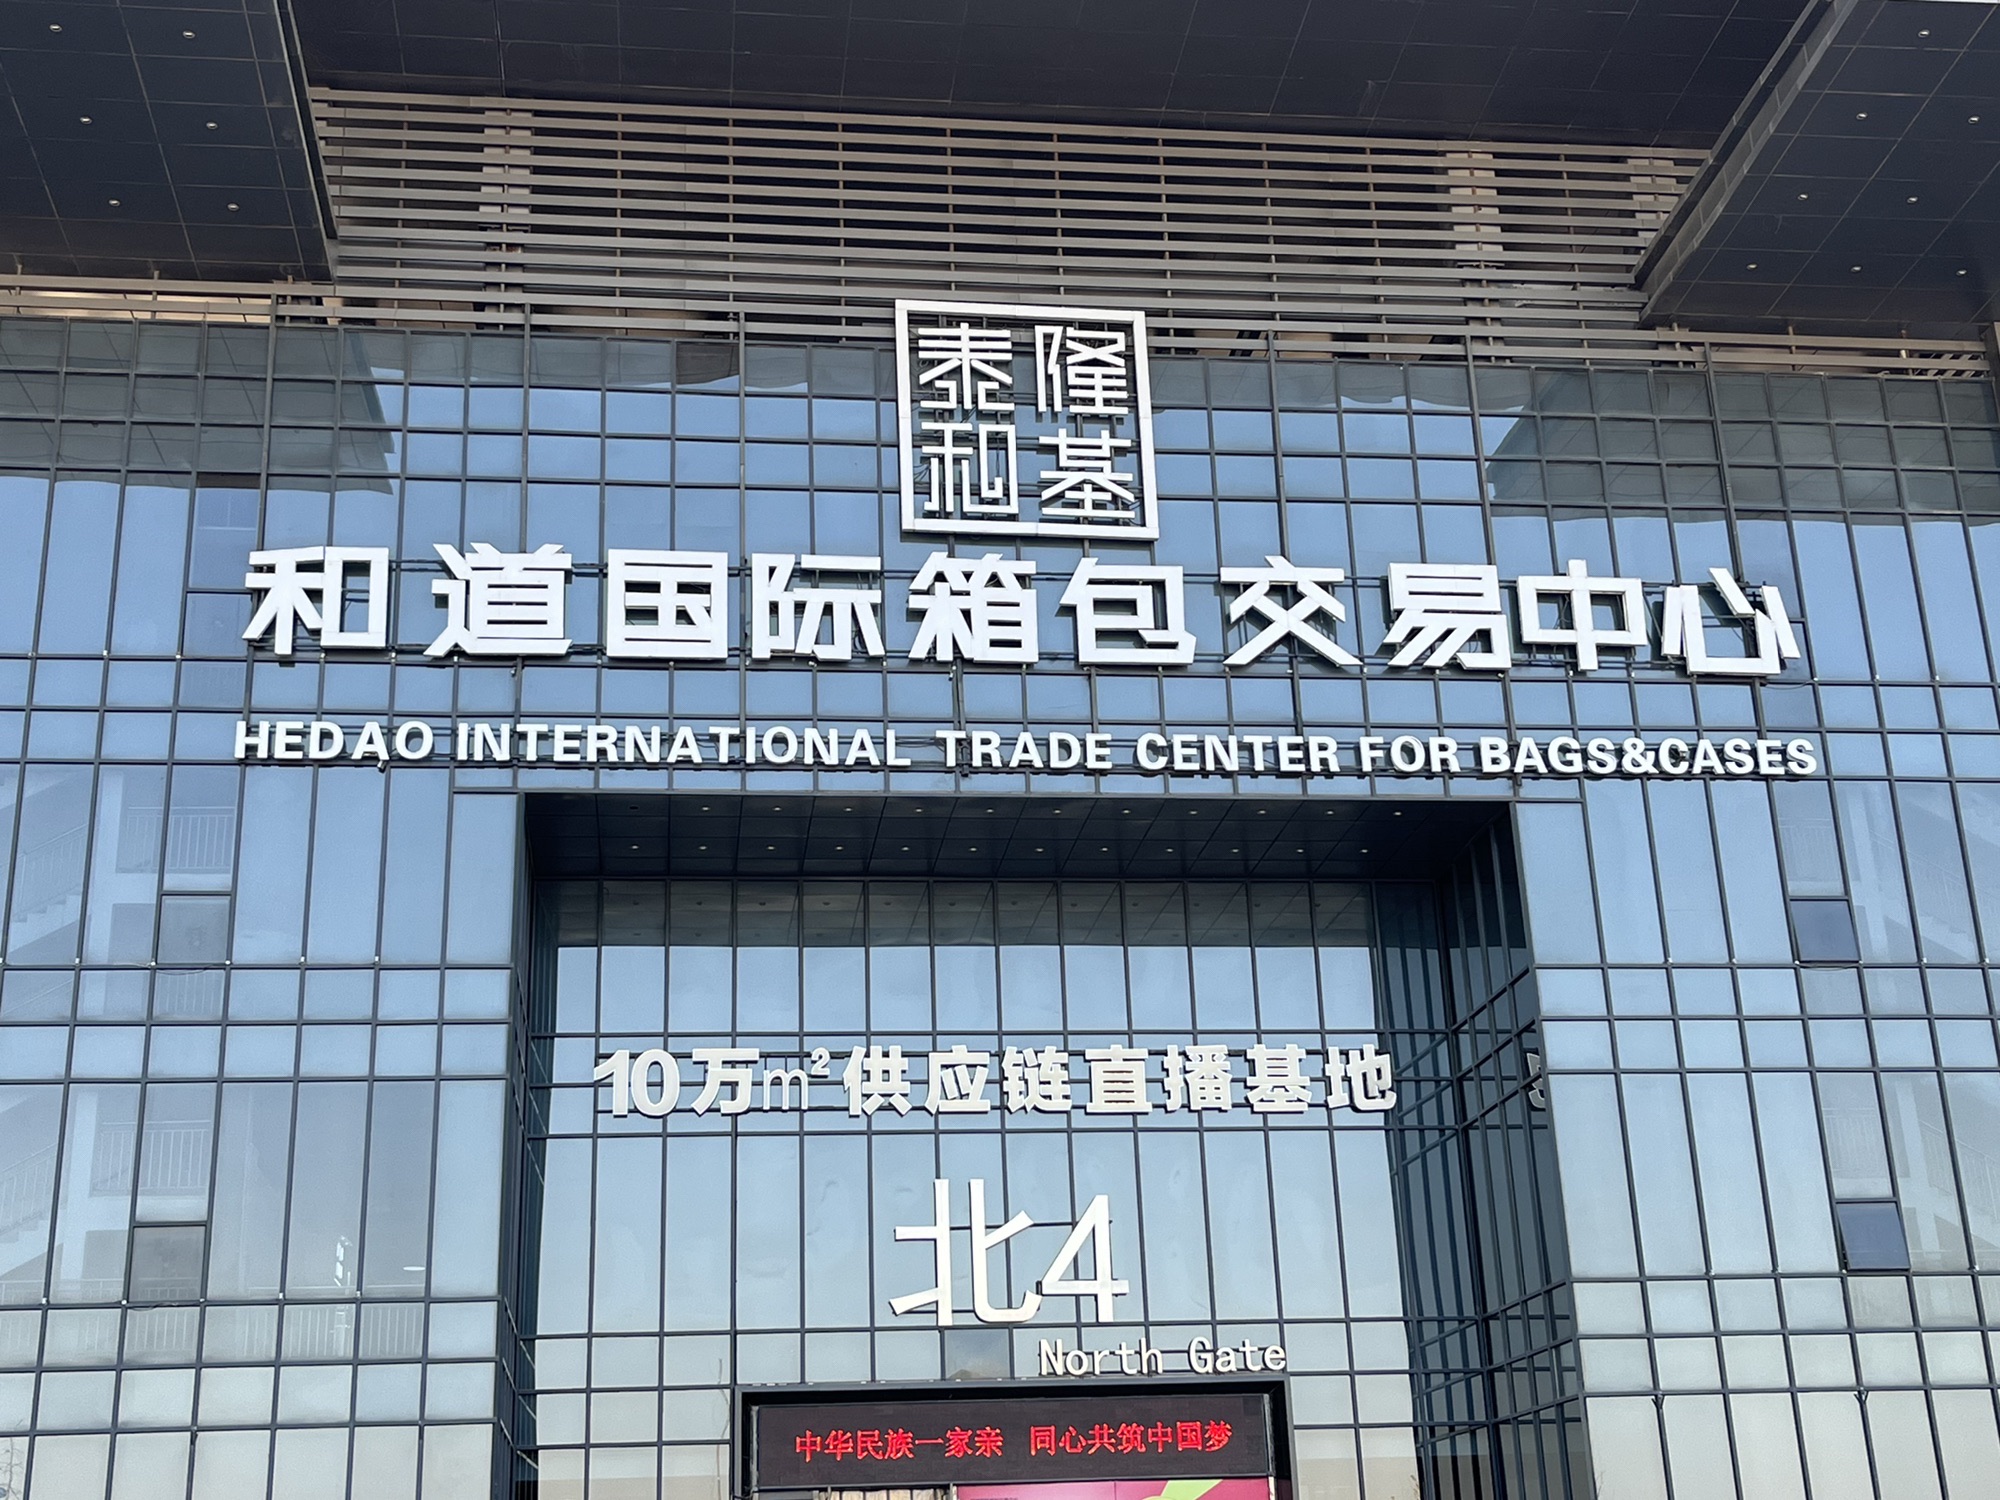 泰隆
和基
和道国际箱包交易中心
HEDAO INTERNATIONAL TRADE CENTER FOR BAGS&CASES
10万m²供应链直播基地
北4
North Gate
中华民族一家亲 同心共筑中国梦